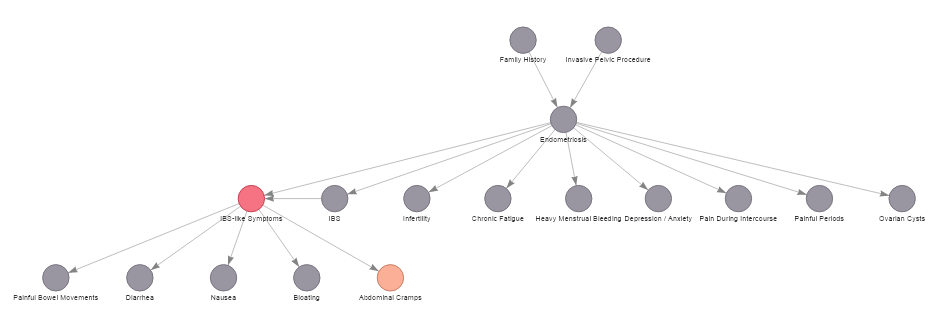 Family History
Invasive Pelvic Procedure
Endometriosis
IBS-like Symptoms
IBS
Infertility
Chronic Fatigue
Heavy Menstrual Bleeding
Depression / Anxiety
Pain During Intercourse
Painful Periods
Ovarian Cysts
Painful Bowel Movements
Diarrhea
Nausea
Bloating
Abdominal Cramps